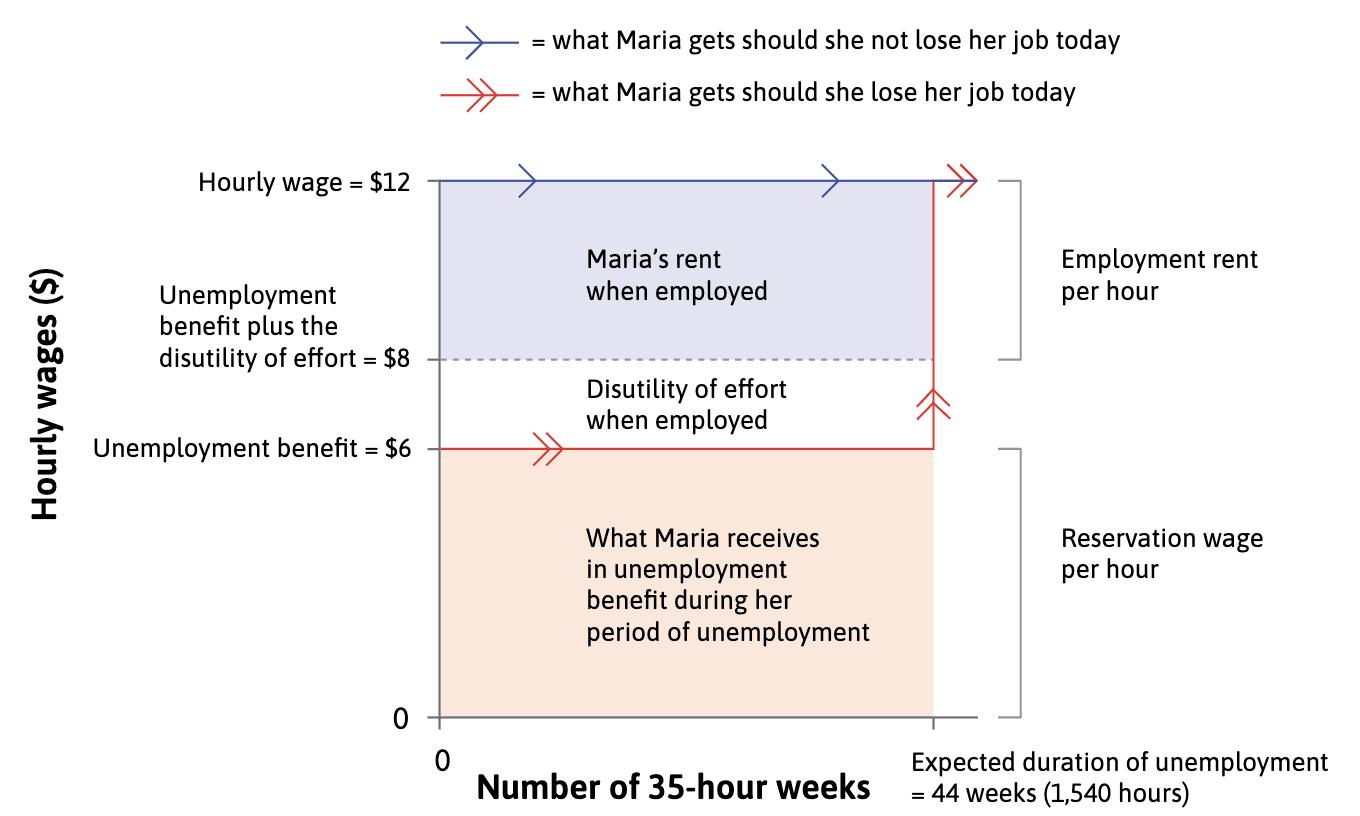 = what Maria gets should she not lose her job today
= what Maria gets should she lose her job today
Hourly wages ($)
Hourly wage = $12
Unemployment
benefit plus the
disutility of effort = $8
Unemployment benefit = $6
0
Maria’s rent
when employed
Disutility of effort
when employed
What Maria receives
in unemployment
benefit during her
period of unemployment
Employment rent
per hour
Reservation wage
per hour
0
Number of 35-hour weeks
Expected duration of unemployment
= 44 weeks (1,540 hours)